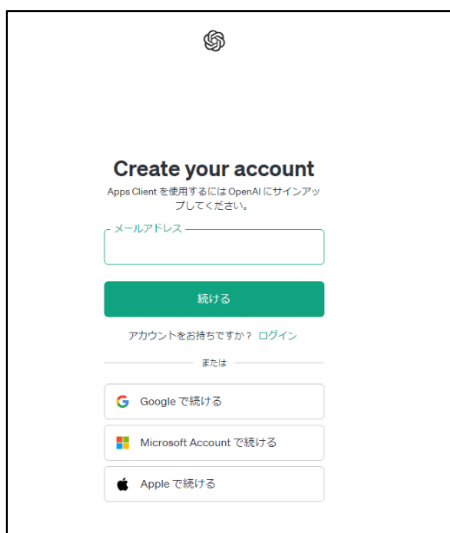 Create your account
Apps Client を使用するには OpenAI にサインアッ
プしてください。
メールアドレス
続ける
アカウントをお持ちですか？ ログイン
または
Google で続ける
Microsoft Account で続ける
Apple で続ける